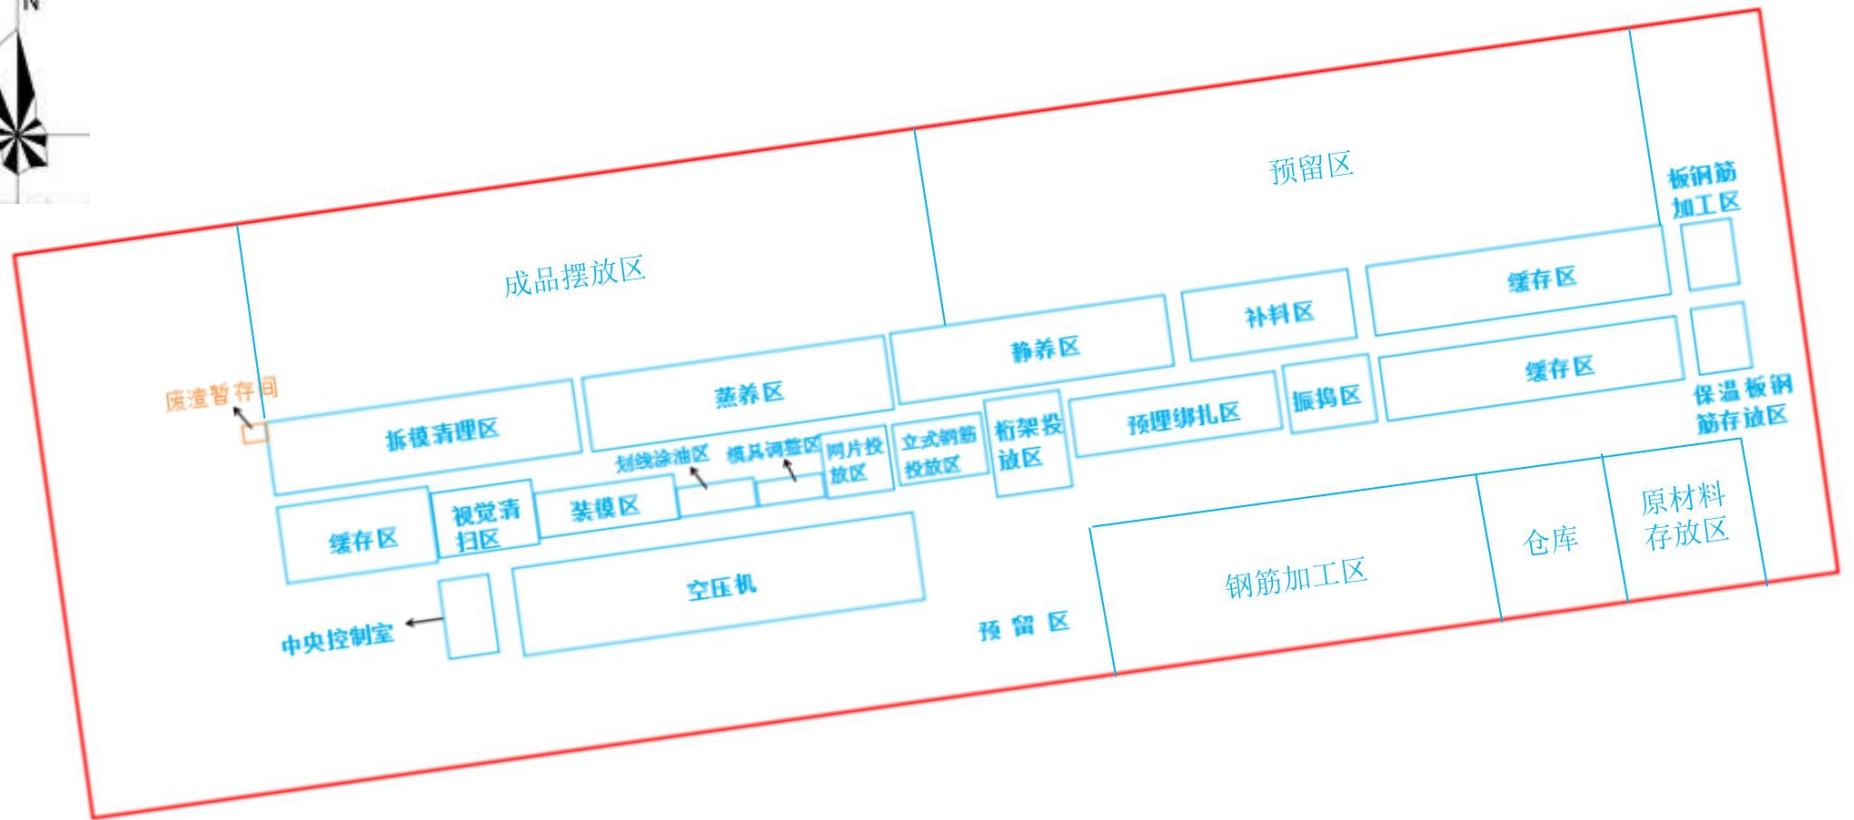 N
预留区
板钢筋
加工区
成品摆放区
缓存区
补料区
静养区
缓存区
保温板钢
筋存放区
废渣暂存间
蒸养区
振捣区
预埋绑扎区
拆模清理区
划线涂油区
模具调整区
网片投
放区
立式钢筋
投放区
桁架投
放区
缓存区
视觉清
扫区
装模区
原材料
存放区
仓库
钢筋加工区
空压机
中央控制室
预留区